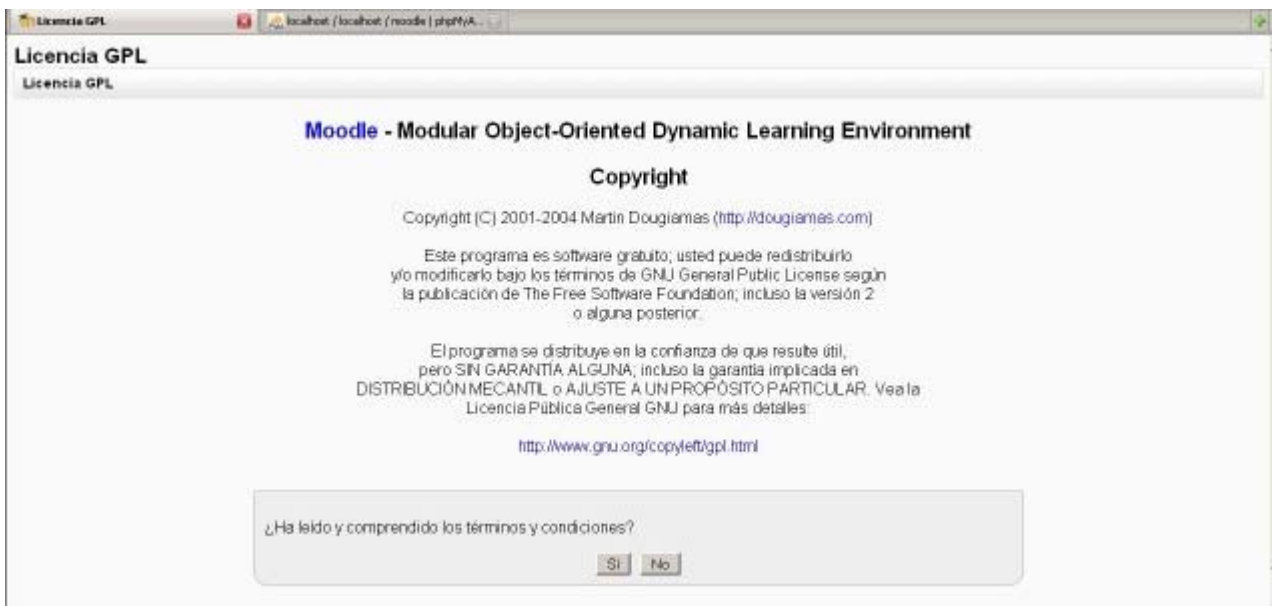 Licencia GPL
localhost / localhost / moodle | phpMyA...
Licencia GPL
Licencia GPL
Moodle - Modular Object-Oriented Dynamic Learning Environment
Copyright
Copyright (C) 2001-2004 Martin Dougiamas (http://dougiamas.com)
Este programa es software gratuito; usted puede redistribuirlo
y/o modificarlo bajo los términos de GNU General Public License según
la publicación de The Free Software Foundation; incluso la versión 2
o alguna posterior.
El programa se distribuye en la confianza de que resulte útil,
pero SIN GARANTÍA ALGUNA; incluso la garantía implicada en
DISTRIBUCIÓN MECANTIL o AJUSTE A UN PROPÓSITO PARTICULAR. Vea la
Licencia Pública General GNU para más detalles:
http://www.gnu.org/copyleft/gpl.html
¿Ha leído y comprendido los términos y condiciones?
Sí No